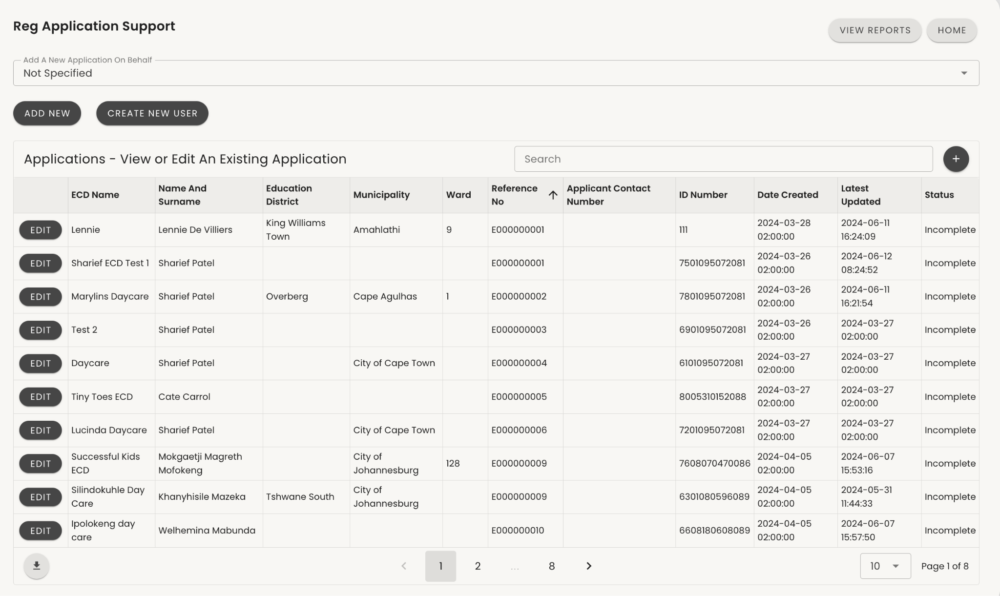 Reg Application Support
VIEW REPORTS
HOME
Add A New Application On Behalf
Not Specified
ADD NEW
CREATE NEW USER
Applications - View or Edit An Existing Application
Search
+
ECD Name
Name And
Surname
Education
District
Municipality
Ward
Reference
No
Applicant Contact
Number
ID Number
Date Created
Latest
Updated
Status
EDIT
Lennie
Lennie De Villiers
King Williams
Town
Amahlathi
9
E000000001
111
2024-03-28
02:00:00
2024-06-11
16:24:09
Incomplete
EDIT
Sharief ECD Test 1
Sharief Patel
E000000001
7501095072081
2024-03-26
02:00:00
2024-06-12
08:24:52
Incomplete
EDIT
Marylins Daycare
Sharief Patel
Overberg
Cape Agulhas
1
E000000002
7801095072081
2024-03-26
02:00:00
2024-06-11
16:21:54
Incomplete
EDIT
Test 2
Sharief Patel
E000000003
6901095072081
2024-03-26
02:00:00
2024-03-27
02:00:00
Incomplete
EDIT
Daycare
Sharief Patel
City of Cape Town
E000000004
6101095072081
2024-03-27
02:00:00
2024-03-27
02:00:00
Incomplete
EDIT
Tiny Toes ECD
Cate Carrol
E000000005
8005310152088
2024-03-27
02:00:00
2024-03-27
02:00:00
Incomplete
EDIT
Lucinda Daycare
Sharief Patel
City of Cape Town
E000000006
7201095072081
2024-03-27
02:00:00
2024-03-27
02:00:00
Incomplete
EDIT
Successful Kids
ECD
Mokgaetji Magreth
Mofokeng
City of
Johannesburg
128
E000000009
7608070470086
2024-04-05
02:00:00
2024-06-07
15:53:16
Incomplete
EDIT
Silindokuhle Day
Care
Khanyhisile Mazeka
Tshwane South
City of
Johannesburg
E000000009
6301080596089
2024-04-05
02:00:00
2024-05-31
11:44:33
Incomplete
EDIT
Ipolokeng day
care
Welhemina Mabunda
E000000010
6608180608089
2024-04-05
02:00:00
2024-06-07
15:57:50
Incomplete
1
2
...
8
10
Page 1 of 8